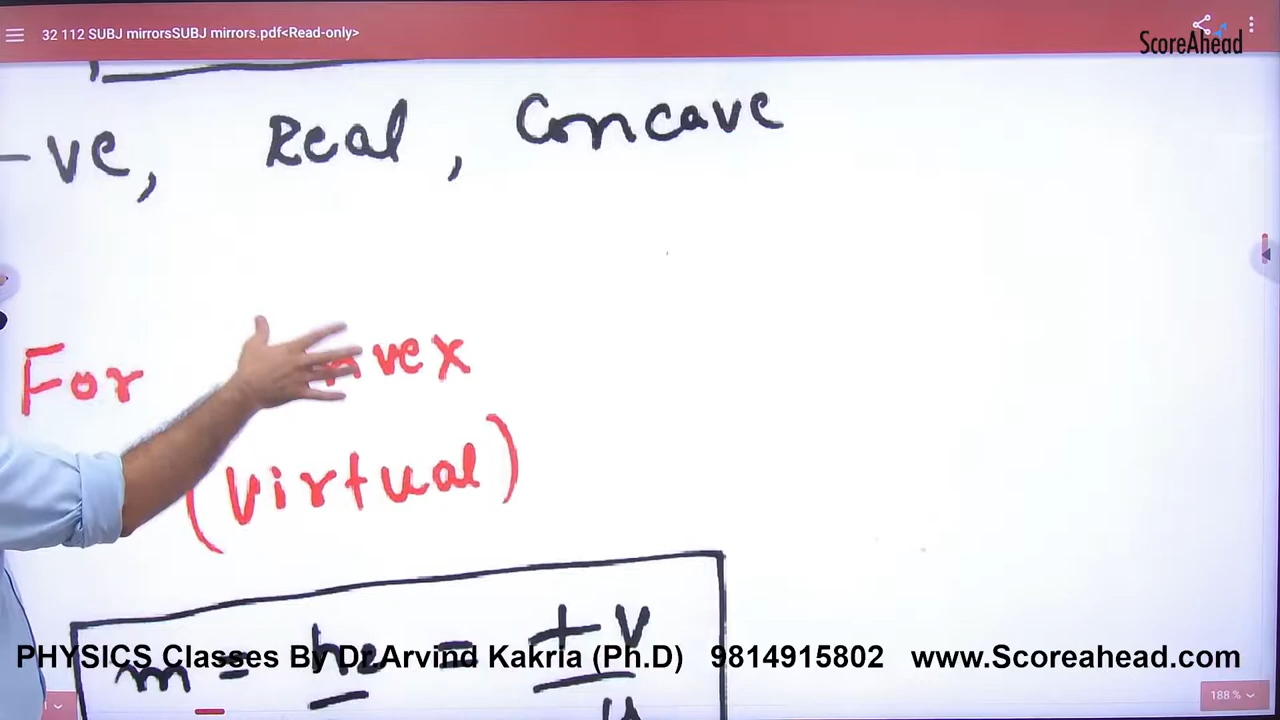 32 112 SUBJ mirrorsSUBJ mirrors.pdf<Read-only>
ScoreAhead
-ve, Real, Concave
For
(Virtual)
m = = +v
PHYSICS Classes By Dr.Arvind Kakria (Ph.D) 9814915802 www.Scoreahead.com
188 %